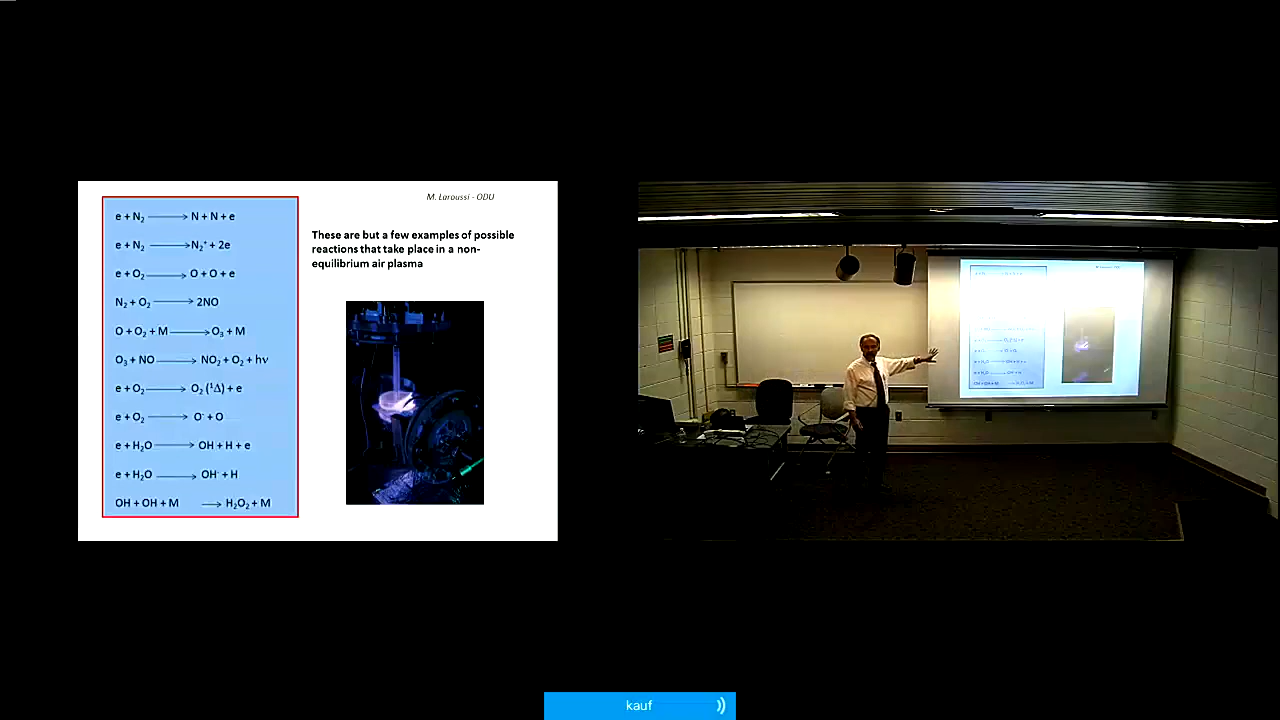 M. Laroussi - ODU
e + N₂ ⟶ N + N + e
e + N₂ ⟶ N₂⁺ + 2e
e + O₂ ⟶ O + O + e
N₂ + O₂ ⟶ 2NO
O + O₂ + M ⟶ O₃ + M
O₃ + NO ⟶ NO₂ + O₂ + hν
e + O₂ ⟶ O₂ (¹Δ) + e
e + O₂ ⟶ O⁻ + O
e + H₂O ⟶ OH + H + e
e + H₂O ⟶ OH⁻ + H
OH + OH + M ⟶ H₂O₂ + M
These are but a few examples of possible
reactions that take place in a non-
equilibrium air plasma
kauf